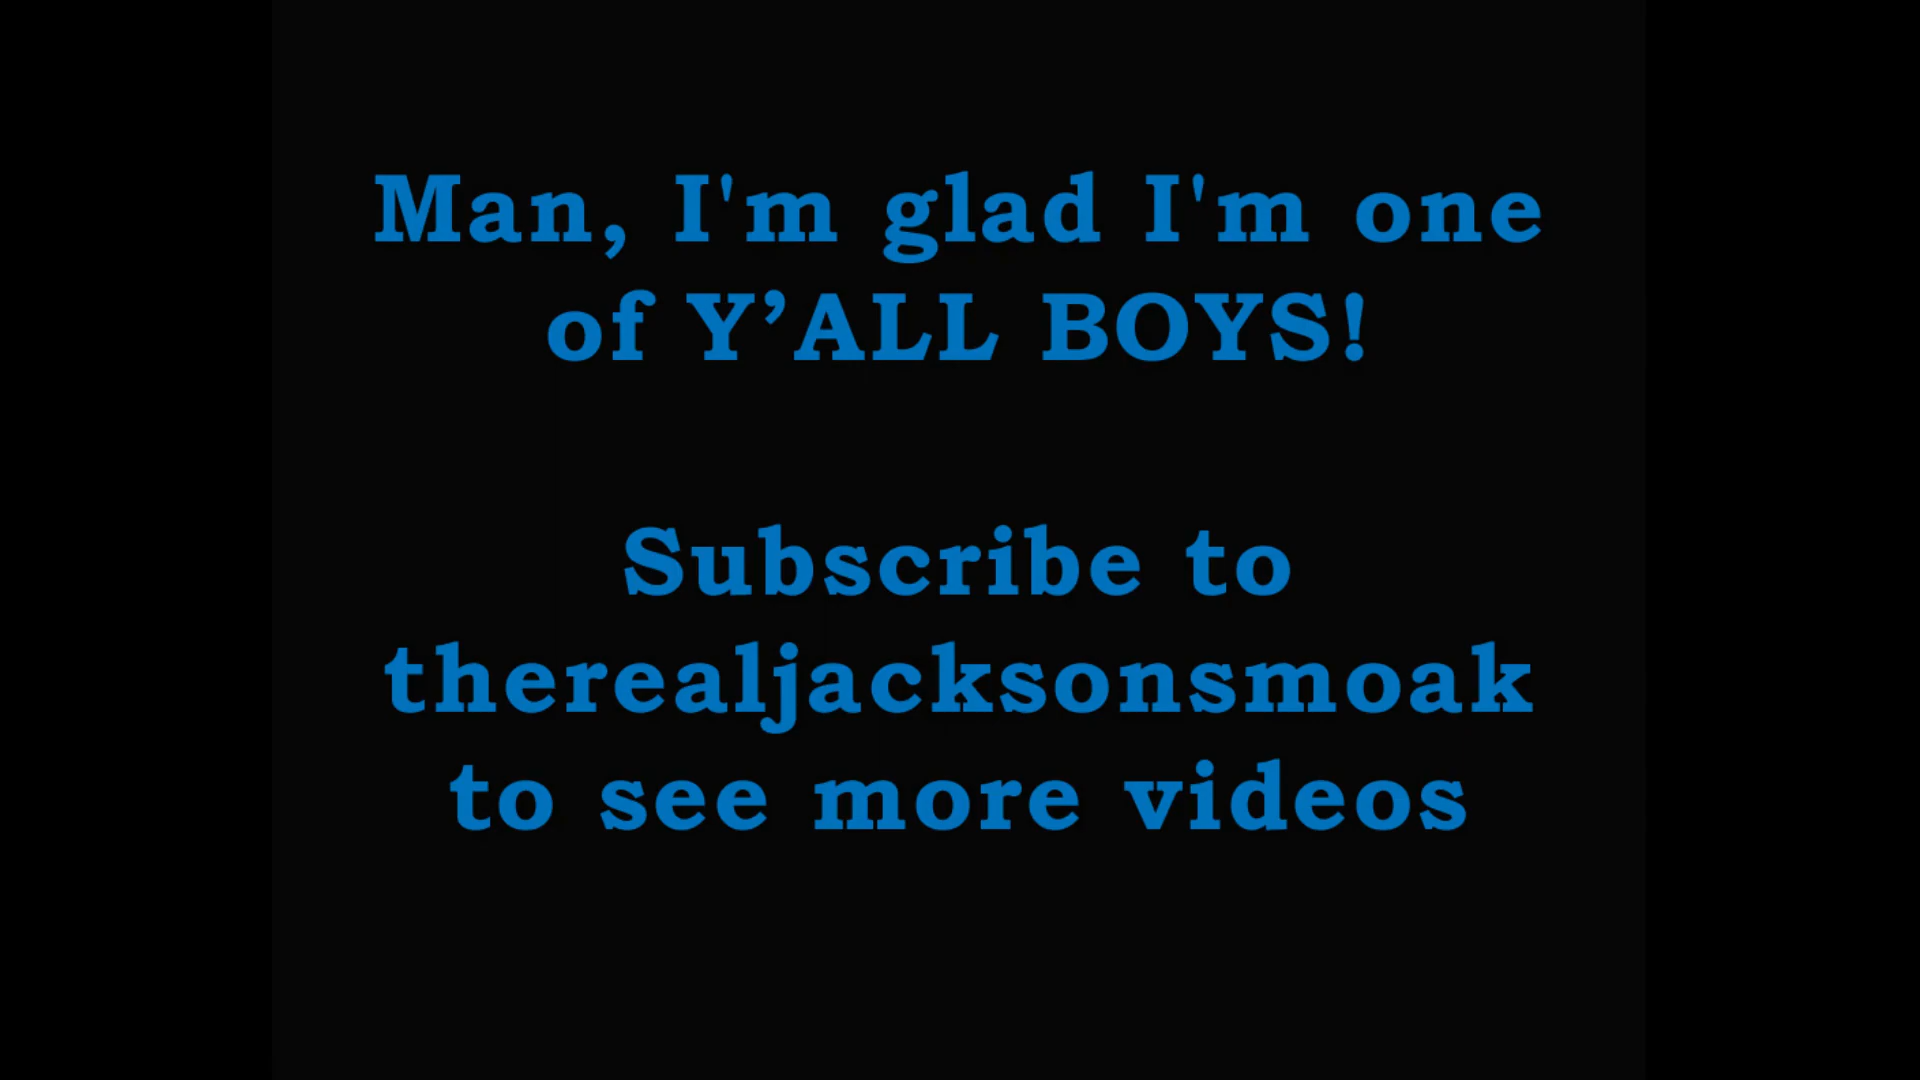 Man, I'm glad I'm one
of Y’ALL BOYS!
Subscribe to
therealjacksonsmoak
to see more videos